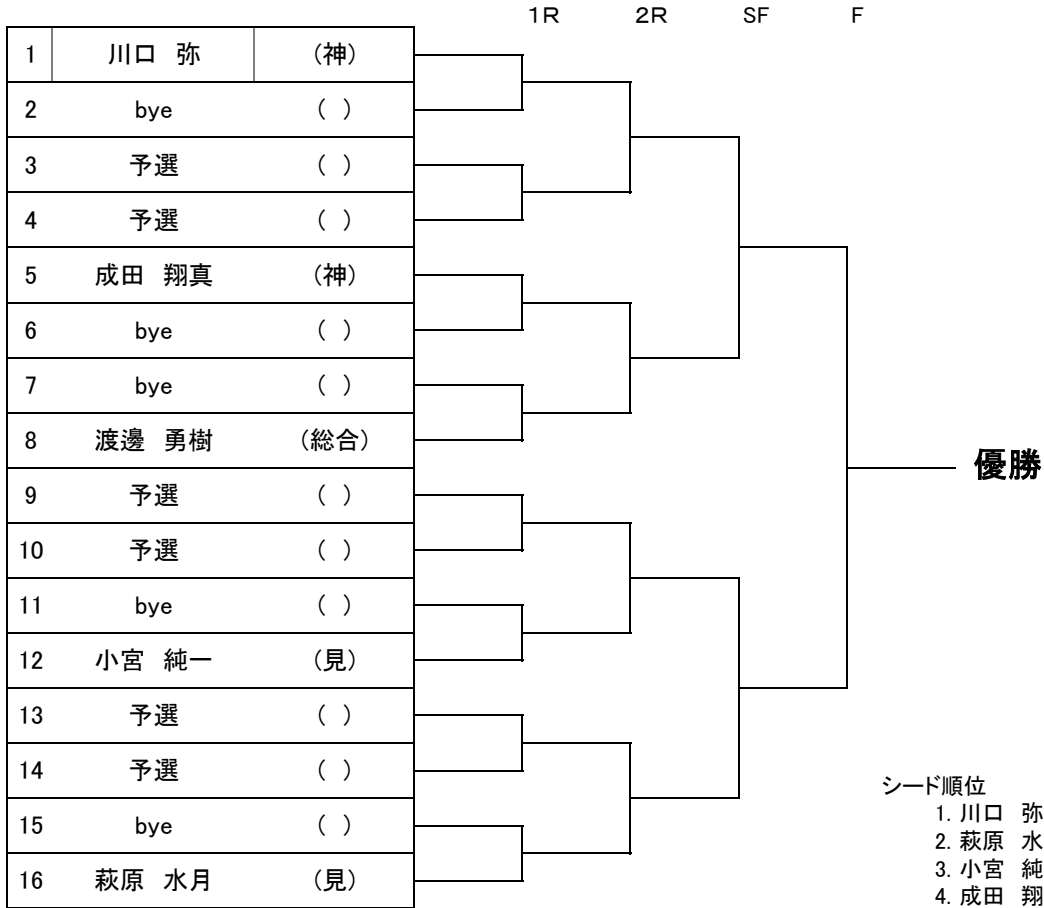 1R 2R SF F
1 川口 弥 (神)
2 bye ( )
3 予選 ( )
4 予選 ( )
5 成田 翔真 (神)
6 bye ( )
7 bye ( )
8 渡邊 勇樹 (総合)
9 予選 ( )
10 予選 ( )
11 bye ( )
12 小宮 純一 (見)
13 予選 ( )
14 予選 ( )
15 bye ( )
16 萩原 水月 (見)
優勝
シード順位
1. 川口 弥
2. 萩原 水
3. 小宮 純
4. 成田 翔